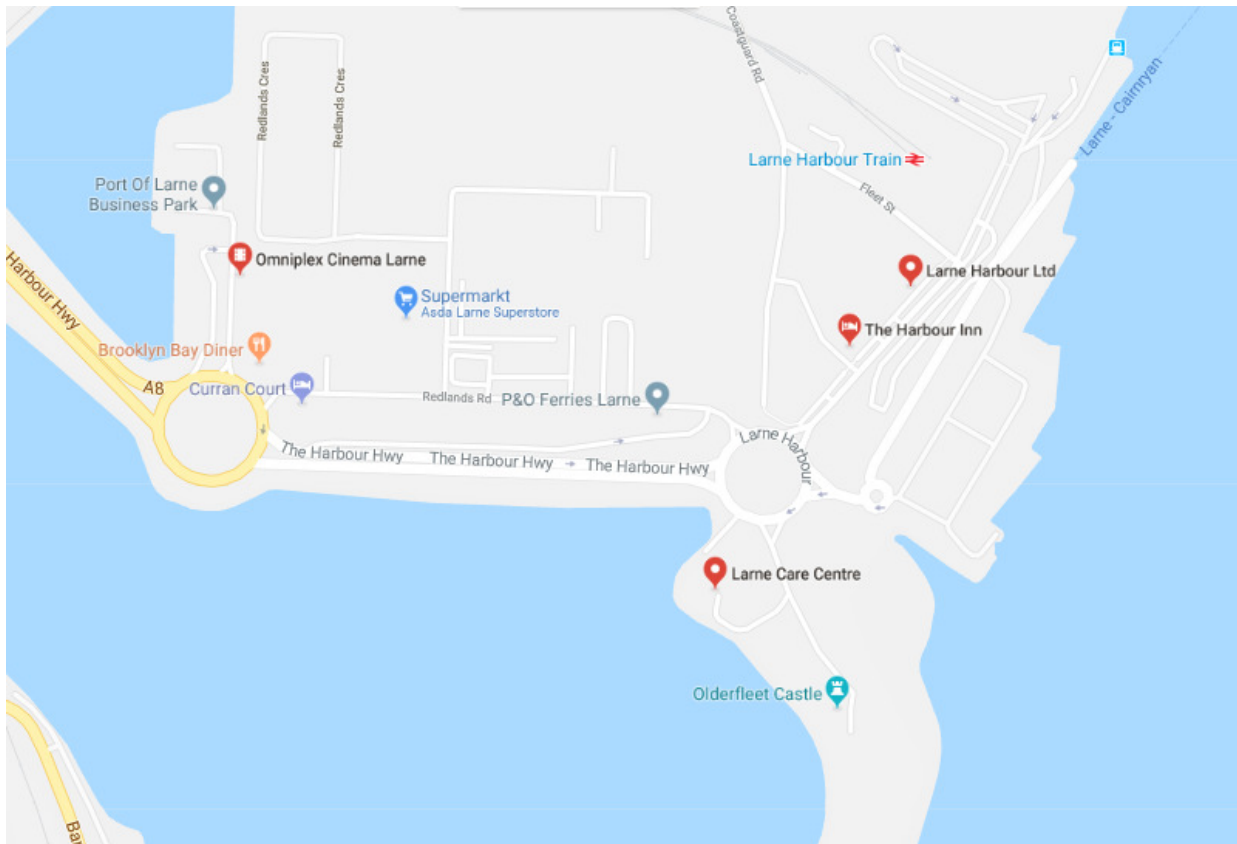 Coastguard Rd
Redlands Cres
Redlands Cres
Larne - Cairnryan
Larne Harbour Train
Port Of Larne
Business Park
Fleet St
Harbour Hwy
Omniplex Cinema Larne
Larne Harbour Ltd
Supermarkt
Asda Larne Superstore
The Harbour Inn
Brooklyn Bay Diner
A8
Curran Court
Redlands Rd
P&O Ferries Larne
Larne Harbour
The Harbour Hwy
The Harbour Hwy
The Harbour Hwy
Larne Care Centre
Olderfleet Castle